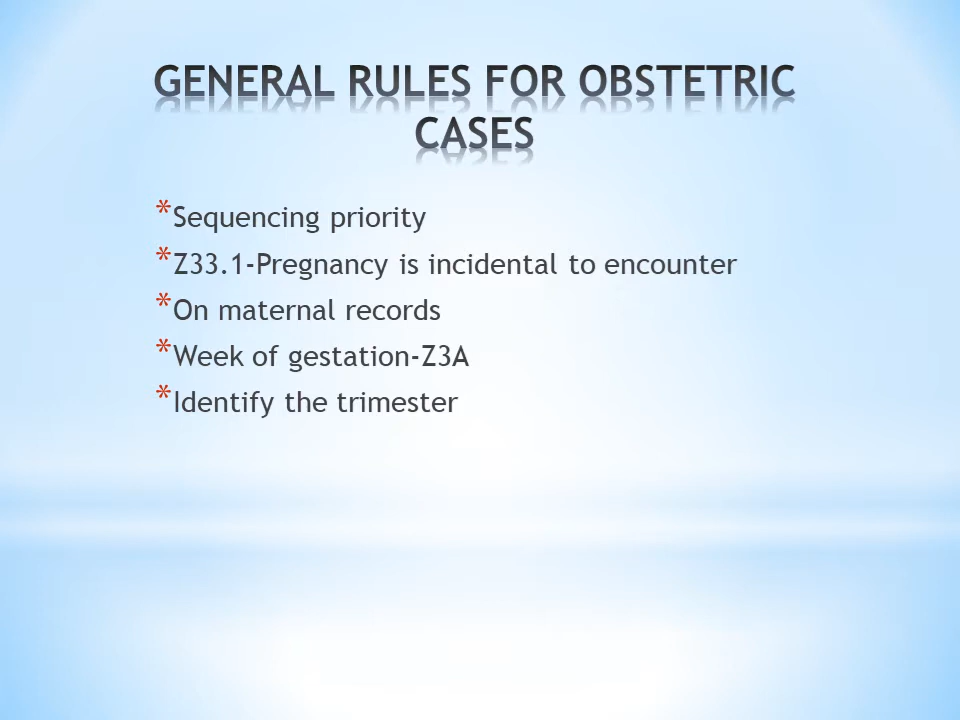 GENERAL RULES FOR OBSTETRIC
CASES
*Sequencing priority
*Z33.1-Pregnancy is incidental to encounter
*On maternal records
*Week of gestation-Z3A
*Identify the trimester